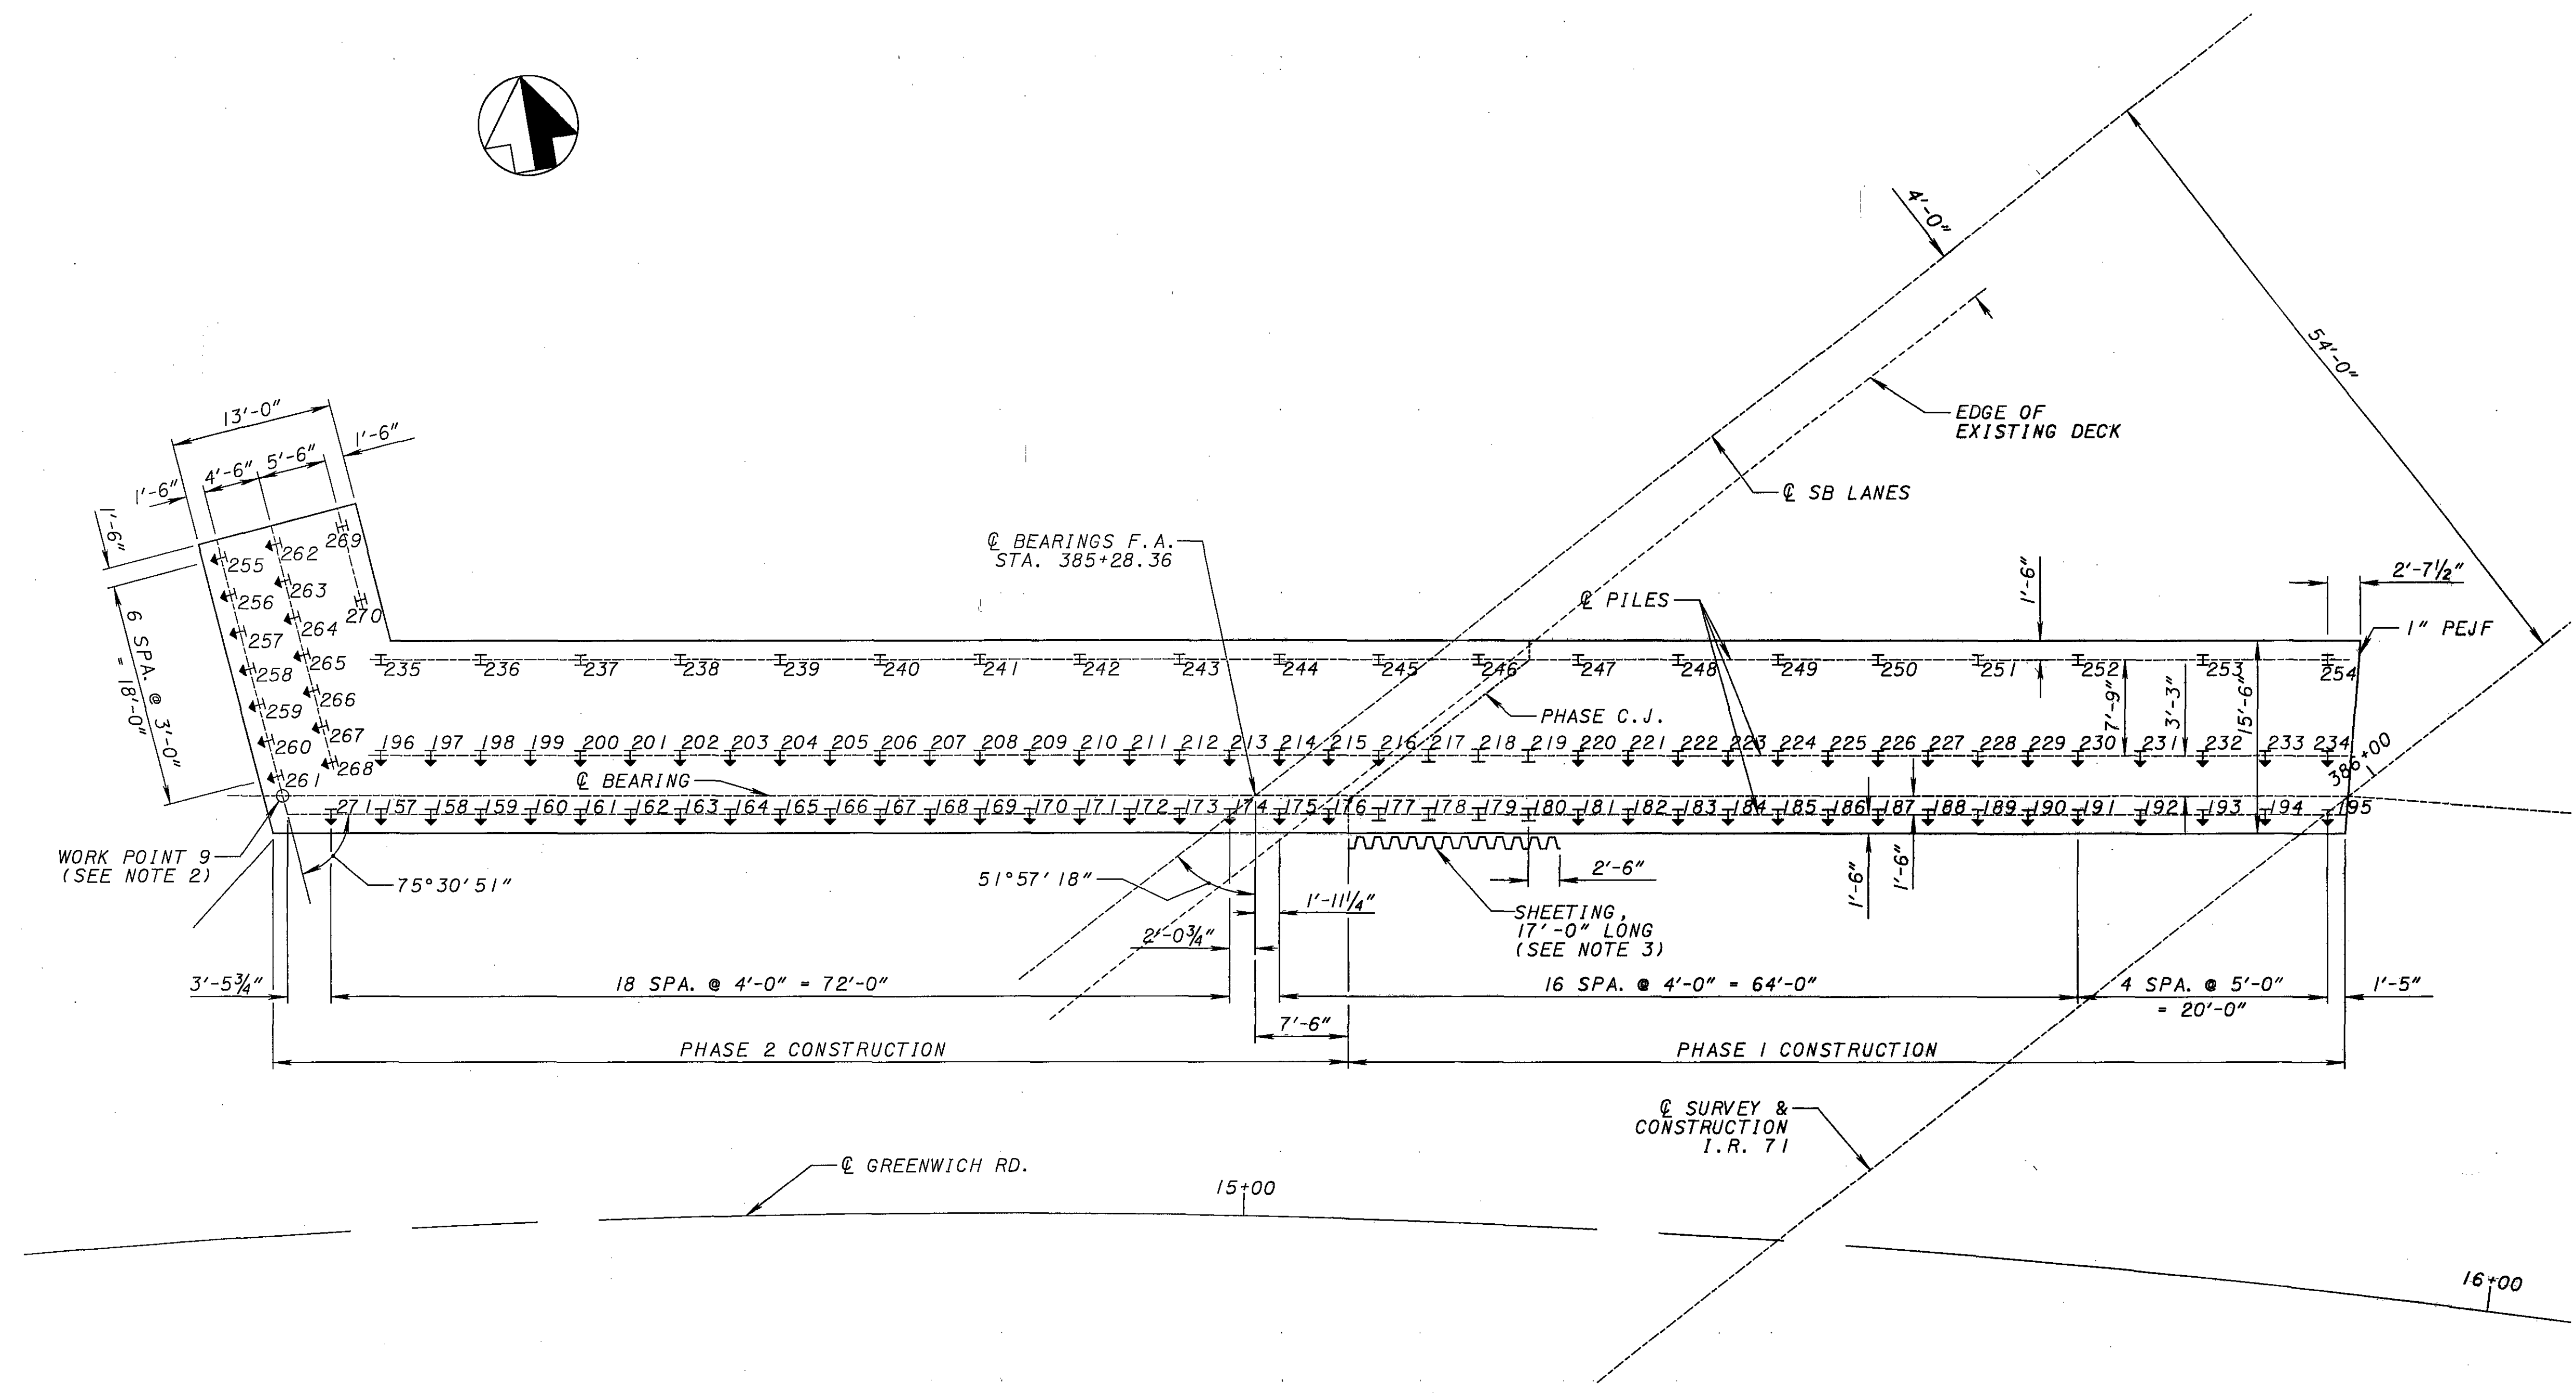 4'-0"
54'-0"
EDGE OF
EXISTING DECK
℄ SB LANES
13'-0"
1'-6"
4'-6"
5'-6"
1'-6"
1'-6"
6 SPA. @ 3'-0"
= 18'-0"
℄ BEARINGS F.A.
STA. 385+28.36
℄ PILES
1'-6"
2'-7½"
1" PEJF
255 262 269
256 263 270
257 264
258 265
259 266
260 267
261 268
235 236 237 238 239 240 241 242 243 244 245 246 247 248 249 250 251 252 253 254
PHASE C.J.
7'-9"
3'-3"
15'-6"
196 197 198 199 200 201 202 203 204 205 206 207 208 209 210 211 212 213 214 215 216 217 218 219 220 221 222 223 224 225 226 227 228 229 230 231 232 233 234
386+00
℄ BEARING
271 157 158 159 160 161 162 163 164 165 166 167 168 169 170 171 172 173 174 175 176 177 178 179 180 181 182 183 184 185 186 187 188 189 190 191 192 193 194 195
WORK POINT 9
(SEE NOTE 2)
75°30'51"
51°57'18"
1'-11¼"
2'-0¾"
2'-6"
1'-6"
1'-6"
SHEETING,
17'-0" LONG
(SEE NOTE 3)
3'-5¾"
18 SPA. @ 4'-0" = 72'-0"
16 SPA. @ 4'-0" = 64'-0"
4 SPA. @ 5'-0"
= 20'-0"
1'-5"
7'-6"
PHASE 2 CONSTRUCTION
PHASE 1 CONSTRUCTION
℄ SURVEY &
CONSTRUCTION
I.R. 71
℄ GREENWICH RD.
15+00
16+00